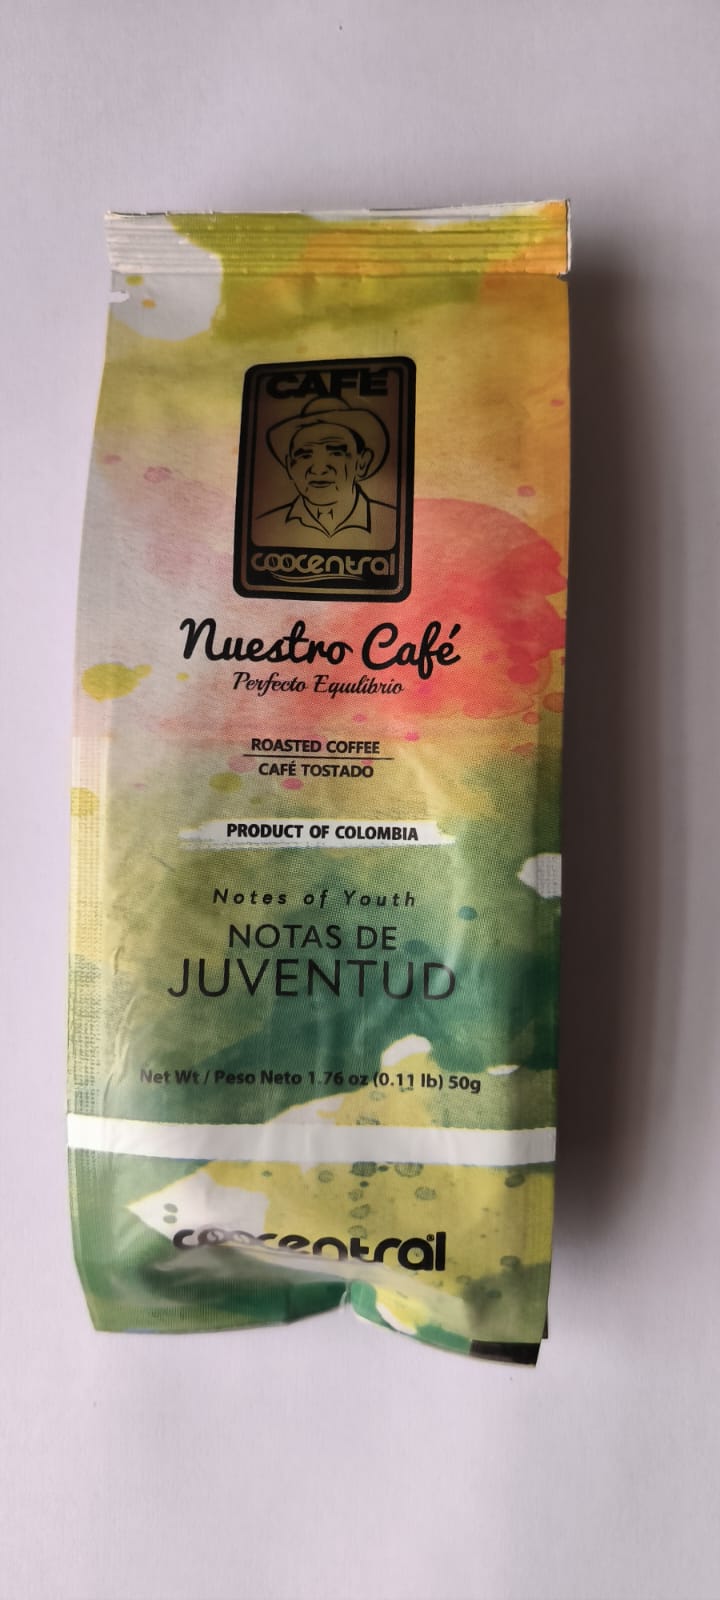 CAFÉ
coocentral
Nuestro Café
Perfecto Equilibrio
ROASTED COFFEE
CAFÉ TOSTADO
PRODUCT OF COLOMBIA
Notes of Youth
NOTAS DE
JUVENTUD
Net Wt / Peso Neto 1.76 oz (0.11 lb) 50g
coocentral®